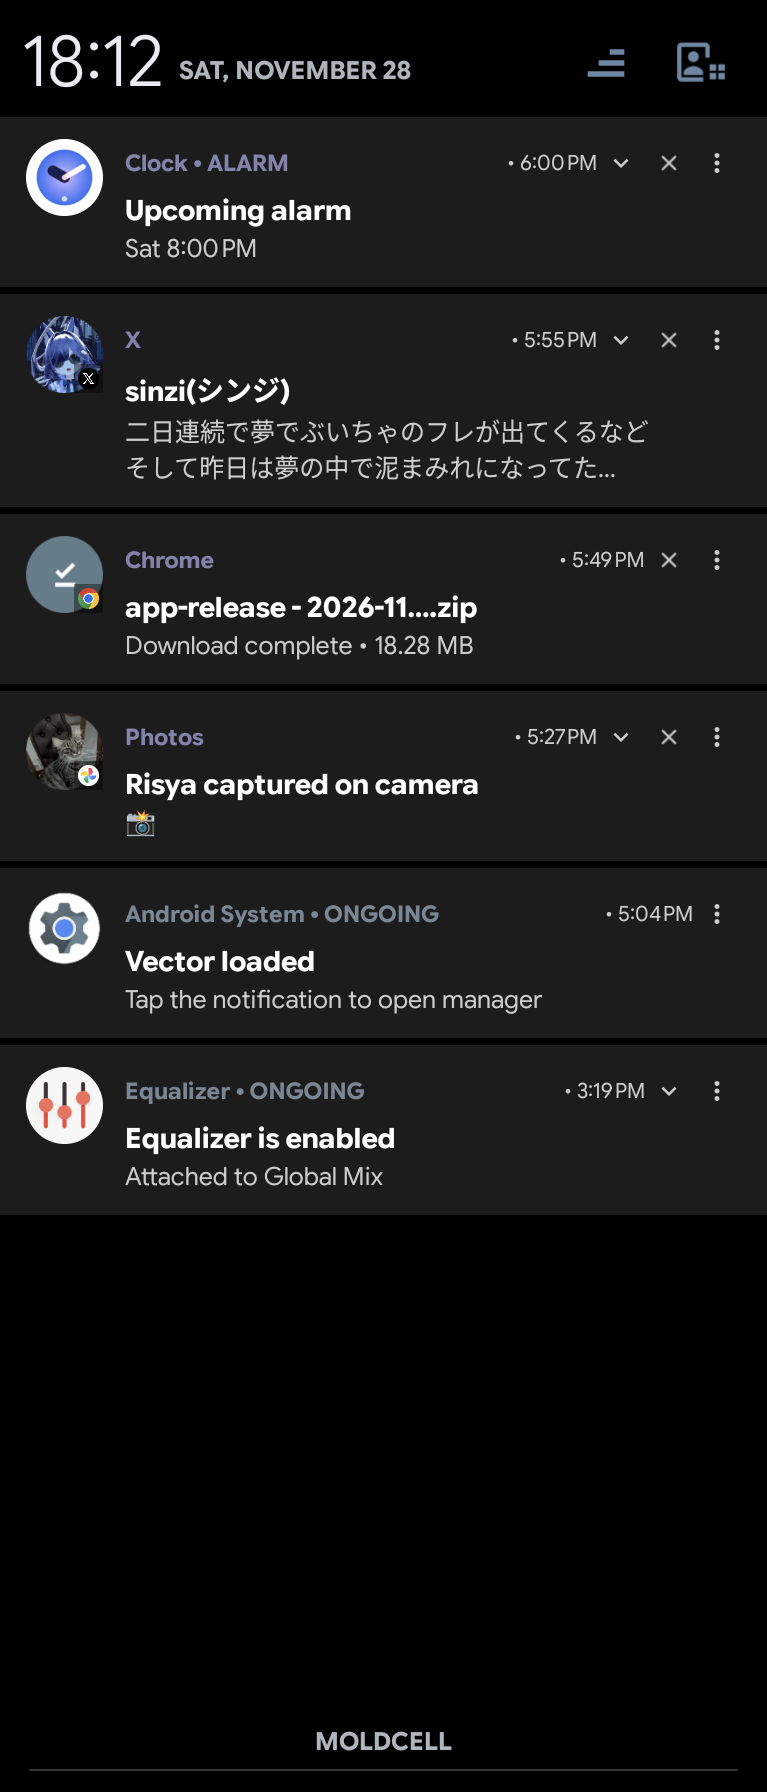 18:12 SAT, NOVEMBER 28
Clock • ALARM • 6:00 PM
Upcoming alarm
Sat 8:00 PM
X • 5:55 PM
sinzi(シンジ)
二日連続で夢でぶいちゃのフレが出てくるなど
そして昨日は夢の中で泥まみれになってた...
Chrome • 5:49 PM
app-release - 2026-11....zip
Download complete • 18.28 MB
Photos • 5:27 PM
Risya captured on camera
📸
Android System • ONGOING • 5:04 PM
Vector loaded
Tap the notification to open manager
Equalizer • ONGOING • 3:19 PM
Equalizer is enabled
Attached to Global Mix
MOLDCELL